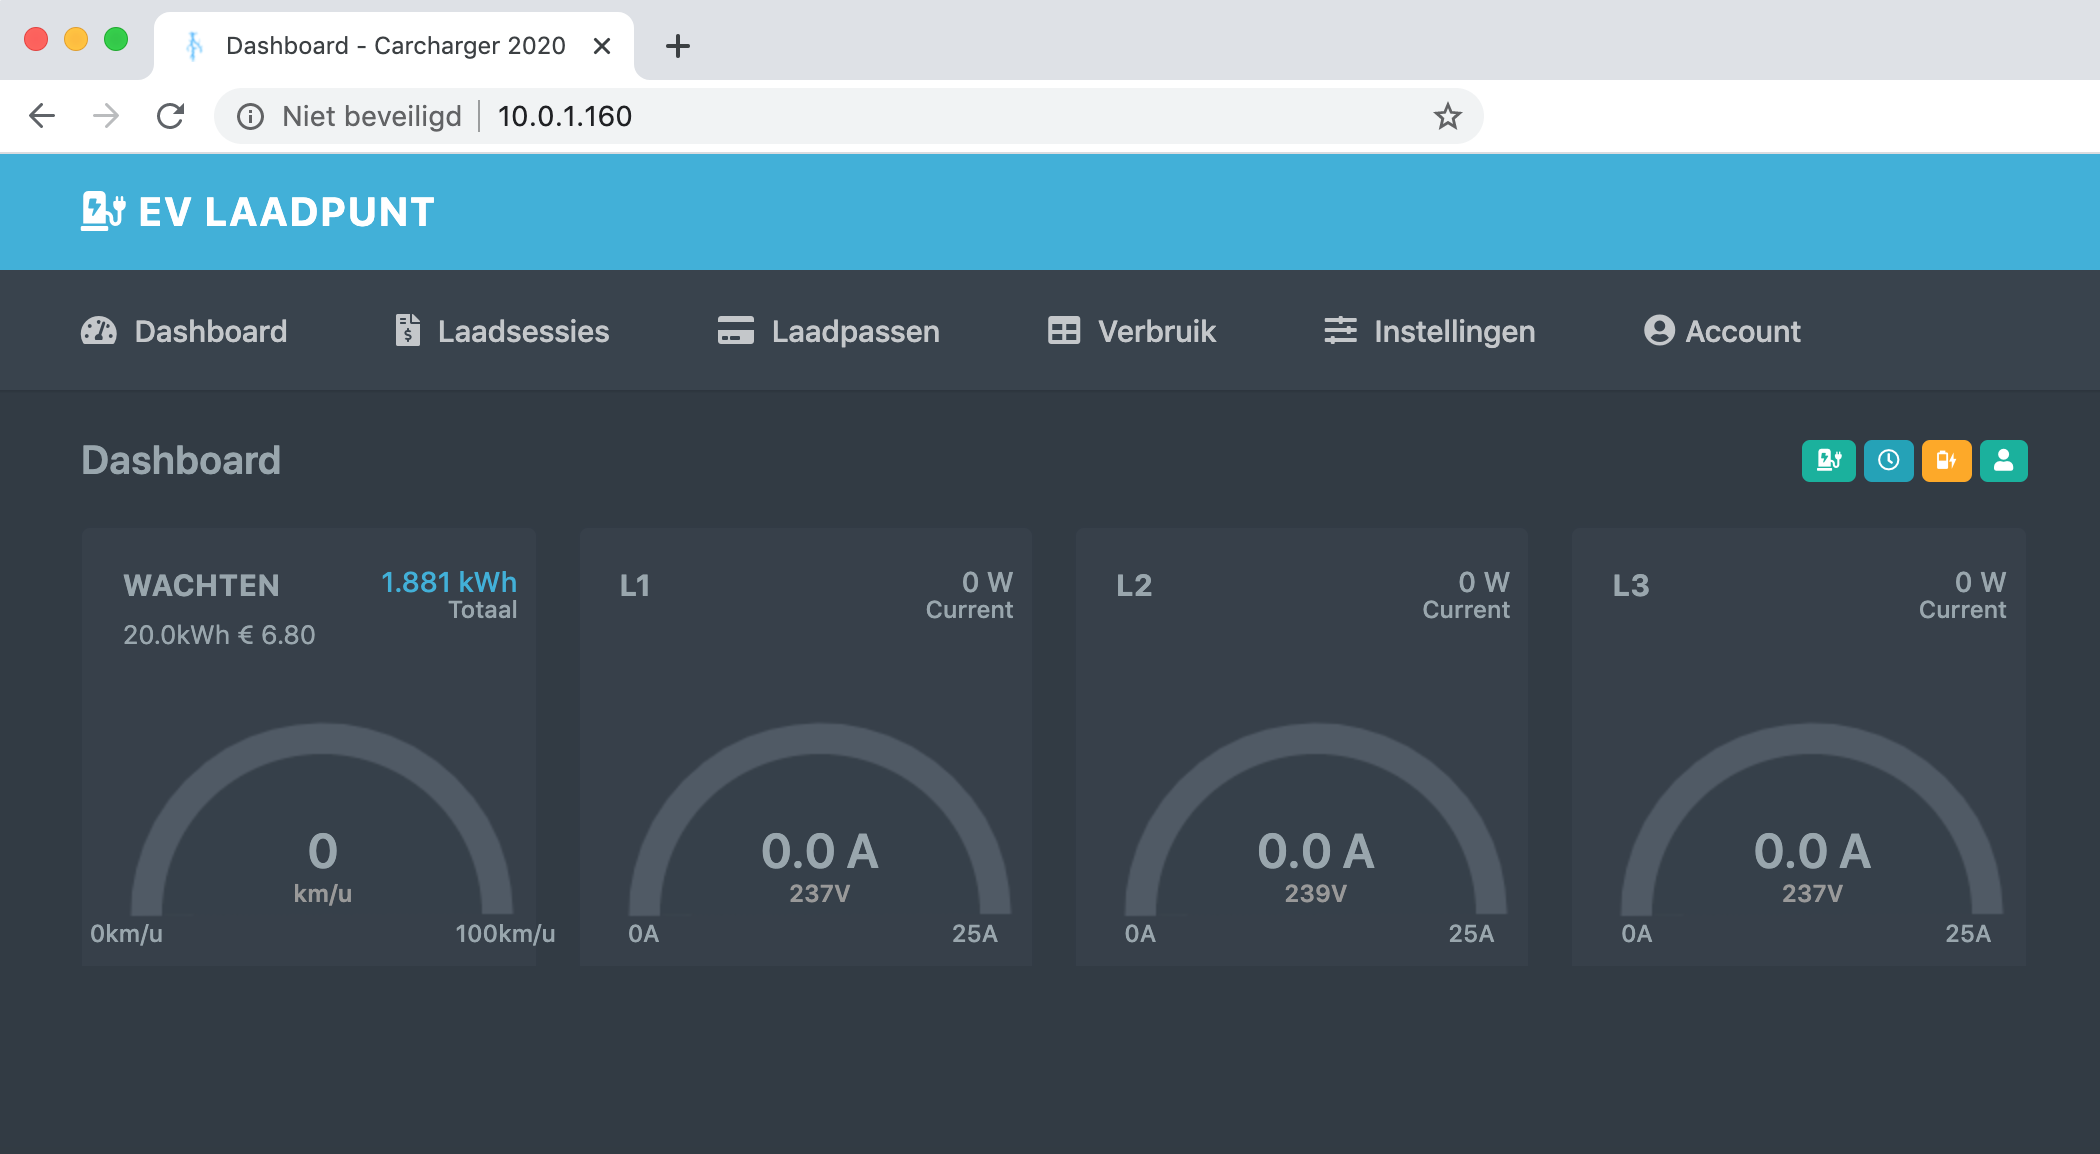 Dashboard - Carcharger 2020
Niet beveiligd | 10.0.1.160
EV LAADPUNT
Dashboard Laadsessies Laadpassen Verbruik Instellingen Account
Dashboard
WACHTEN 1.881 kWh
Totaal
20.0kWh € 6.80
0
km/u
0km/u 100km/u
L1 0 W
Current
0.0 A
237V
0A 25A
L2 0 W
Current
0.0 A
239V
0A 25A
L3 0 W
Current
0.0 A
237V
0A 25A